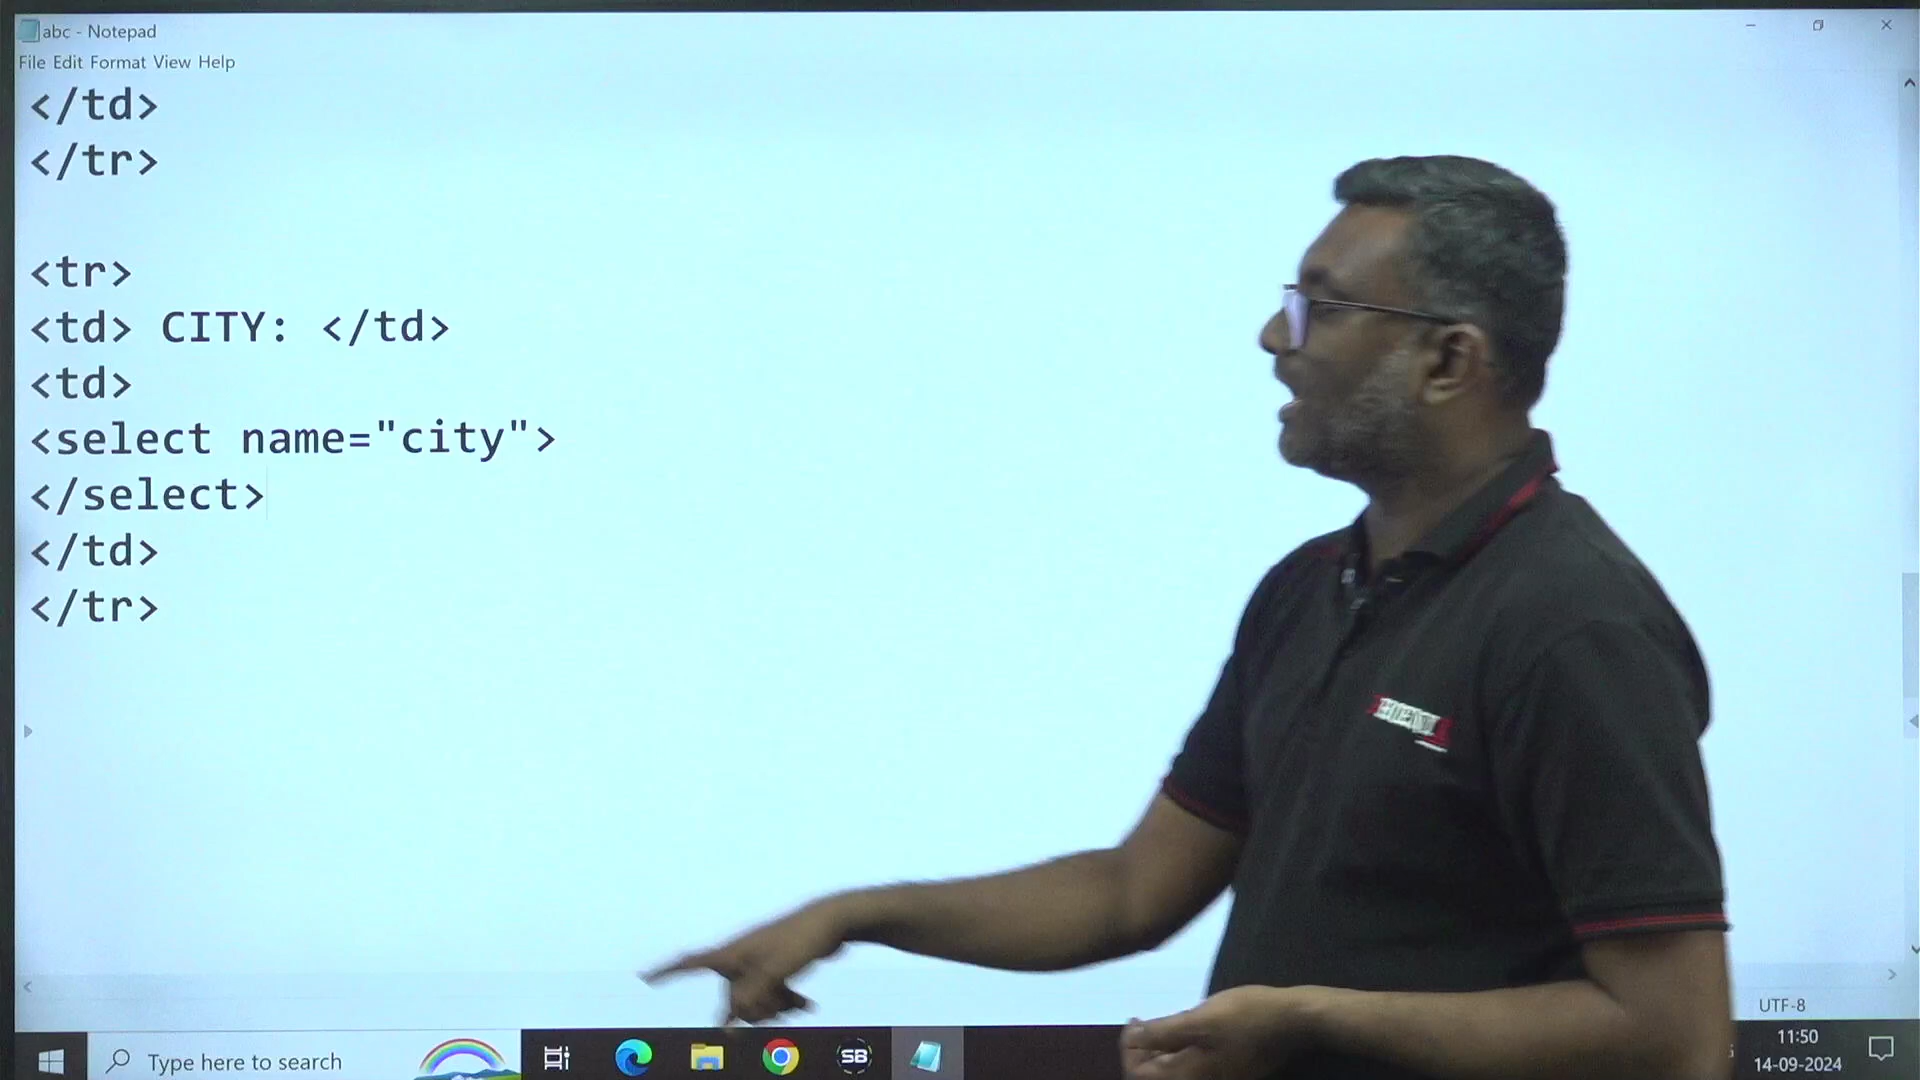 abc - Notepad
File Edit Format View Help
</td>
</tr>
<tr>
<td> CITY: </td>
<td>
<select name="city">
</select>
</td>
</tr>
UTF-8
Type here to search
SB
11:50
14-09-2024